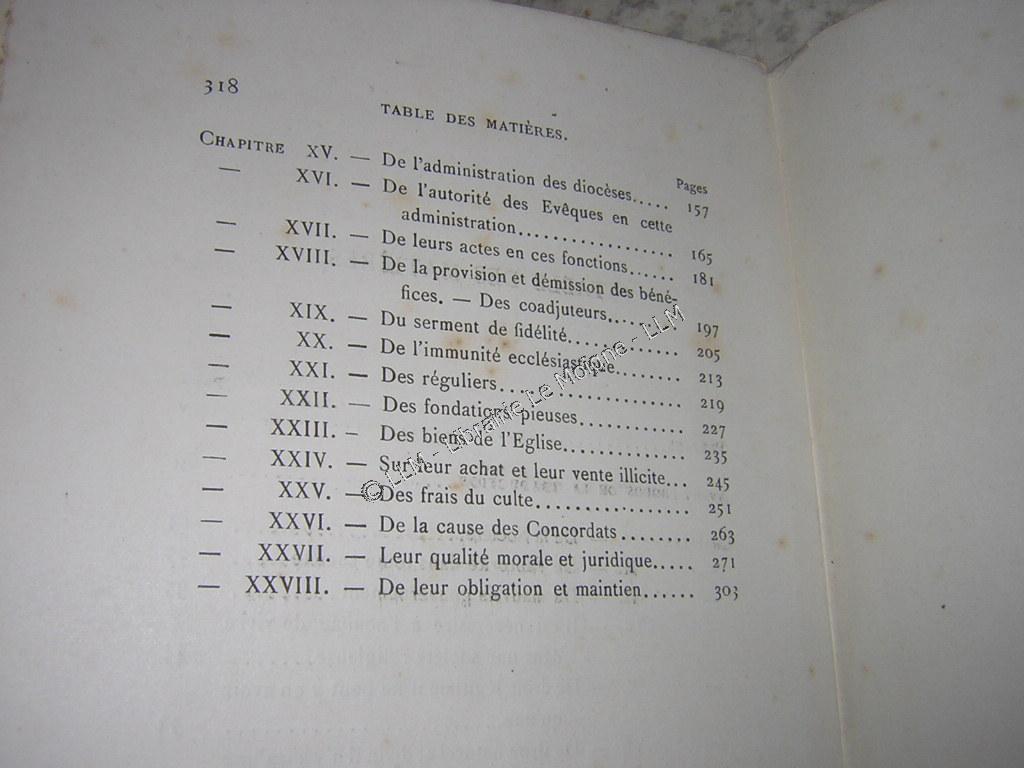 318
TABLE DES MATIÈRES.
Pages
CHAPITRE XV. — De l'administration des diocèses..... 157
— XVI. — De l'autorité des Evêques en cette
administration.................. 165
— XVII. — De leurs actes en ces fonctions...... 181
— XVIII. — De la provision et démission des béné-
fices. — Des coadjuteurs......... 197
— XIX. — Du serment de fidélité............. 205
— XX. — De l'immunité ecclésiastique........ 213
— XXI. — Des réguliers..................... 219
— XXII. — Des fondations pieuses............ 227
— XXIII. — Des biens de l'Eglise.............. 235
— XXIV. — Sur leur achat et leur vente illicite... 245
— XXV. — Des frais du culte................ 251
— XXVI. — De la cause des Concordats........ 263
— XXVII. — Leur qualité morale et juridique..... 271
— XXVIII. — De leur obligation et maintien...... 303
© LLM - Librairie Le Moigne - LLM